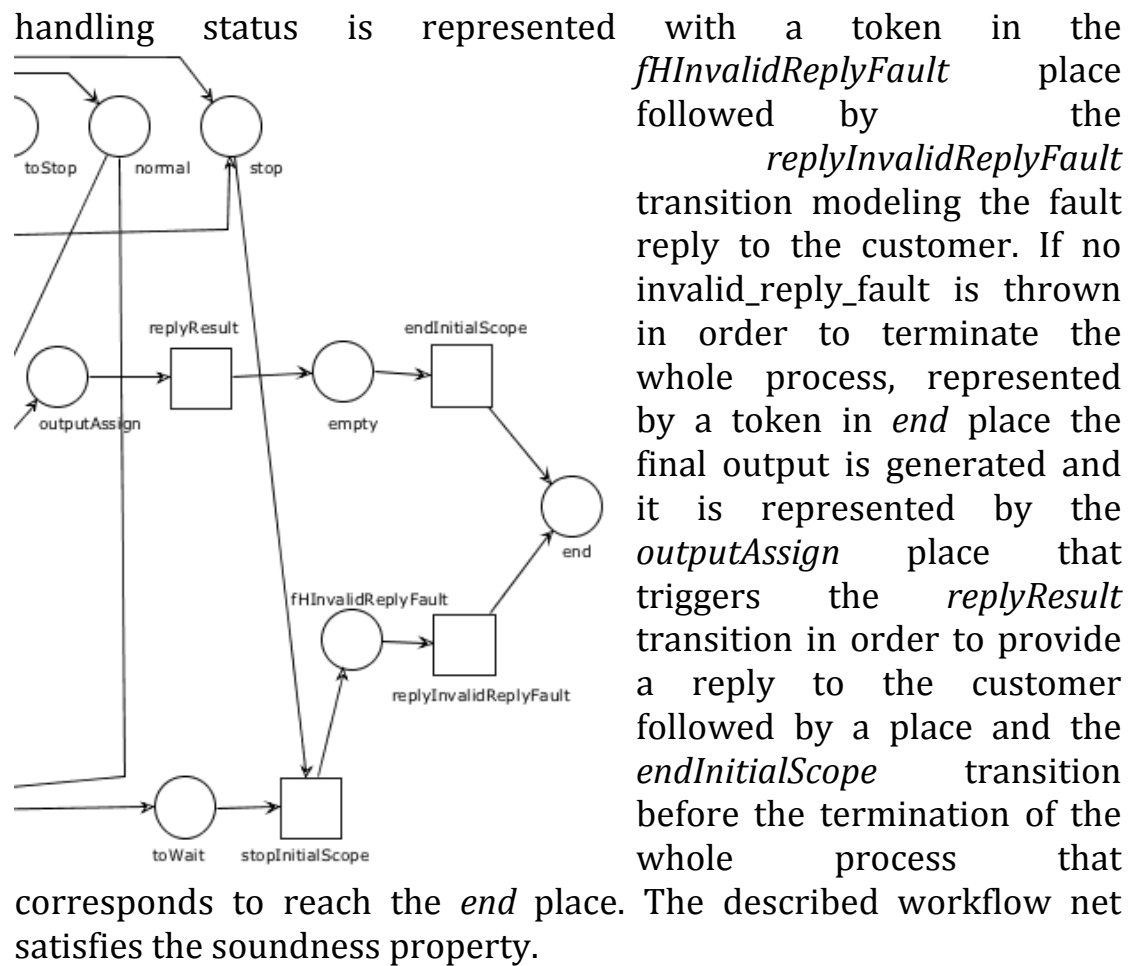 handling status is represented with a token in the
fHInvalidReplyFault place
followed by the
replyInvalidReplyFault
transition modeling the fault
reply to the customer. If no
invalid_reply_fault is thrown
in order to terminate the
whole process, represented
by a token in end place the
final output is generated and
it is represented by the
outputAssign place that
triggers the replyResult
transition in order to provide
a reply to the customer
followed by a place and the
endInitialScope transition
before the termination of the
whole process that
corresponds to reach the end place. The described workflow net
satisfies the soundness property.
toStop
normal
stop
replyResult
endInitialScope
outputAssign
empty
end
fHInvalidReplyFault
replyInvalidReplyFault
toWait
stopInitialScope